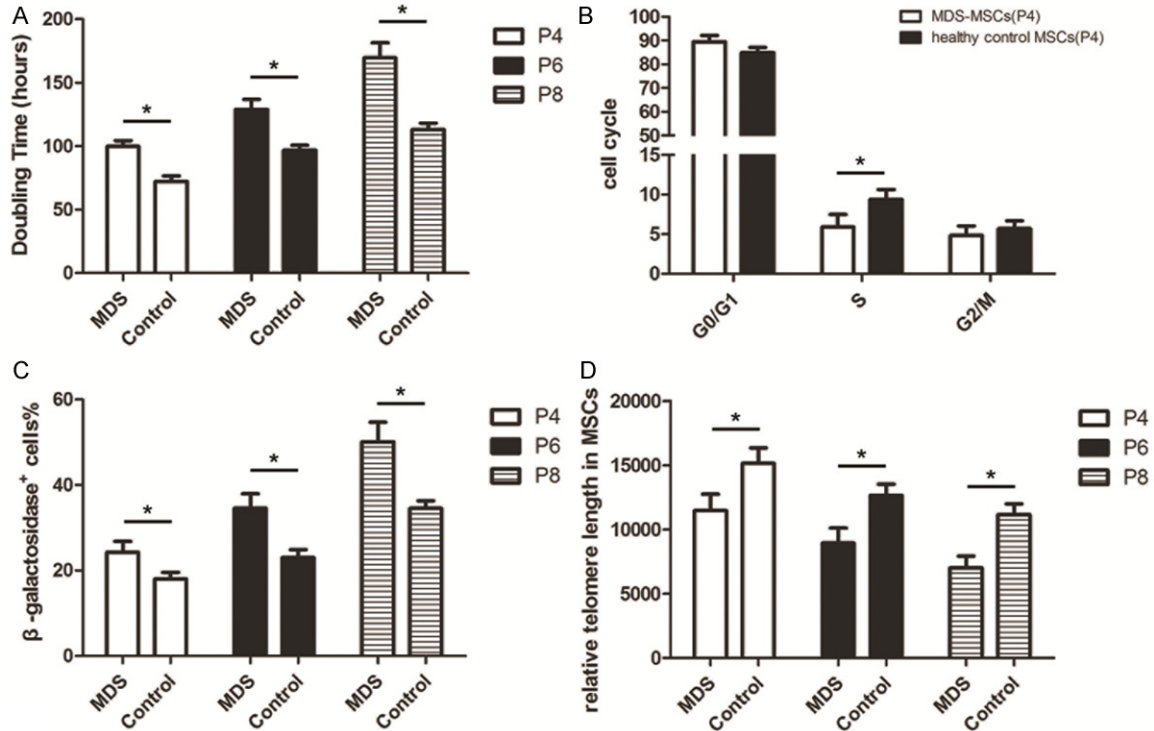 A
Doubling Time (hours)
200
150
100
50
0
*
*
*
MDS
Control
MDS
Control
MDS
Control
P4
P6
P8
B
cell cycle
100
90
80
70
60
50
15
10
5
0
*
G0/G1
S
G2/M
MDS-MSCs(P4)
healthy control MSCs(P4)
C
β -galactosidase⁺ cells%
60
40
20
0
*
*
*
MDS
Control
MDS
Control
MDS
Control
P4
P6
P8
D
relative telomere length in MSCs
20000
15000
10000
5000
0
*
*
*
MDS
Control
MDS
Control
MDS
Control
P4
P6
P8